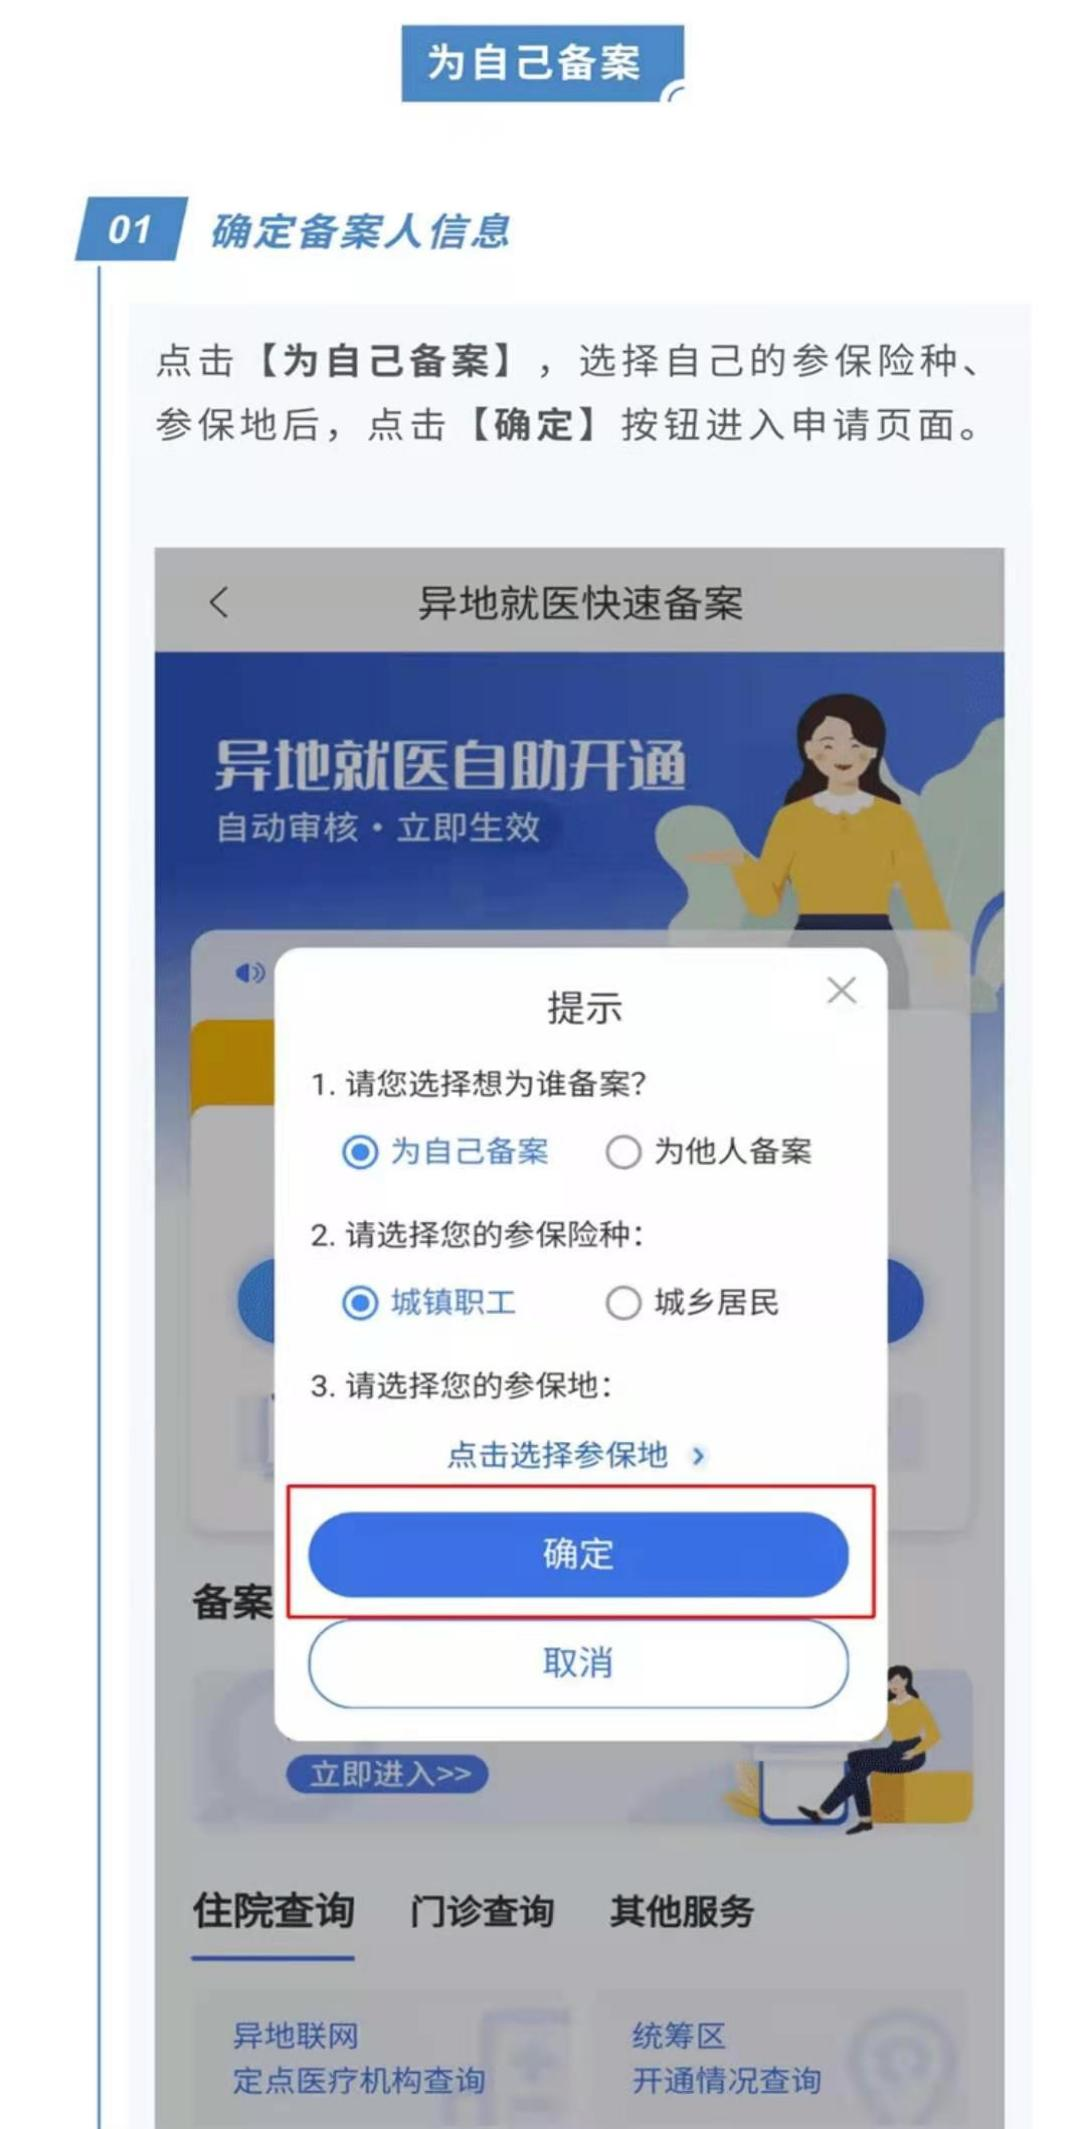 为自己备案
01 确定备案人信息
点击【为自己备案】，选择自己的参保险种、
参保地后，点击【确定】按钮进入申请页面。
异地就医快速备案
异地就医自助开通
自动审核·立即生效
提示
1. 请您选择想为谁备案?
为自己备案 为他人备案
2. 请选择您的参保险种：
城镇职工 城乡居民
3. 请选择您的参保地：
点击选择参保地
确定
备案
取消
立即进入>>
住院查询 门诊查询 其他服务
异地联网 统筹区
定点医疗机构查询 开通情况查询